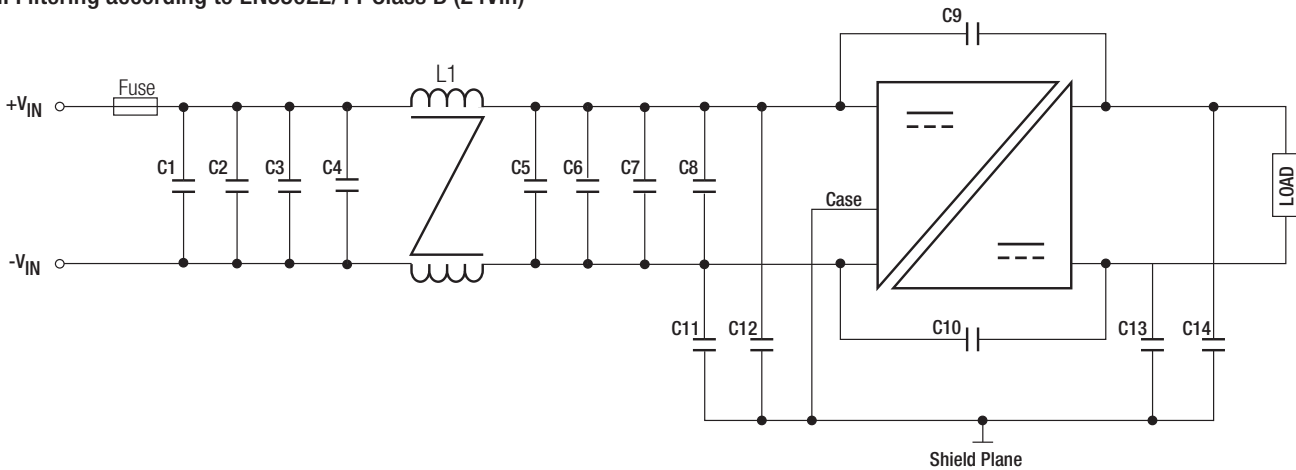 Filtering according to EN55022/11 Class B (24Vin)
C9
L1
Fuse
+VIN
C1
C2
C3
C4
C5
C6
C7
C8
Case
LOAD
-VIN
C11
C12
C10
C13
C14
Shield Plane